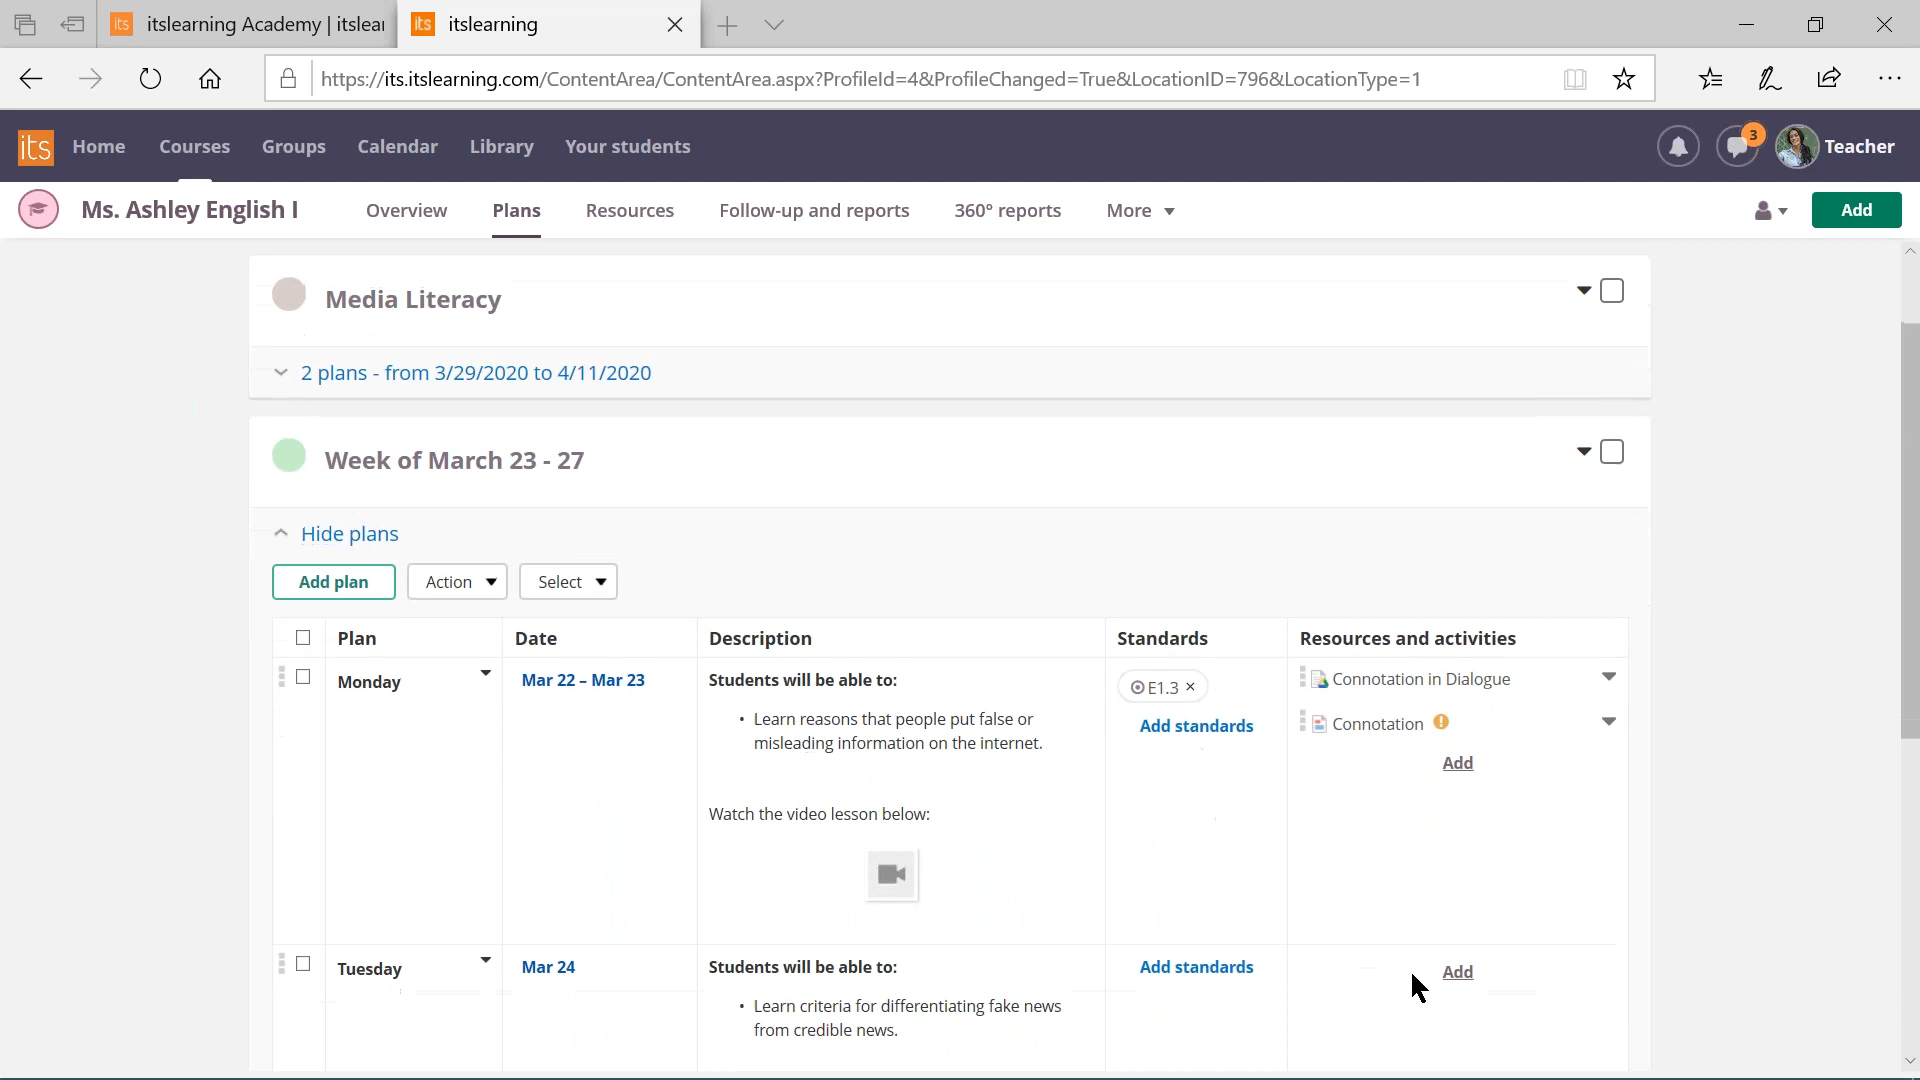 its itslearning Academy | itslear
its itslearning
https://its.itslearning.com/ContentArea/ContentArea.aspx?ProfileId=4&ProfileChanged=True&LocationID=796&LocationType=1
its Home Courses Groups Calendar Library Your students 3 Teacher
Ms. Ashley English I Overview Plans Resources Follow-up and reports 360° reports More Add
Media Literacy
2 plans - from 3/29/2020 to 4/11/2020
Week of March 23 - 27
Hide plans
Add plan Action Select
Plan Date Description Standards Resources and activities
Monday Mar 22 – Mar 23 Students will be able to: E1.3 × Connotation in Dialogue
• Learn reasons that people put false or Add standards Connotation !
misleading information on the internet.
Add
Watch the video lesson below:
Tuesday Mar 24 Students will be able to: Add standards Add
• Learn criteria for differentiating fake news
from credible news.